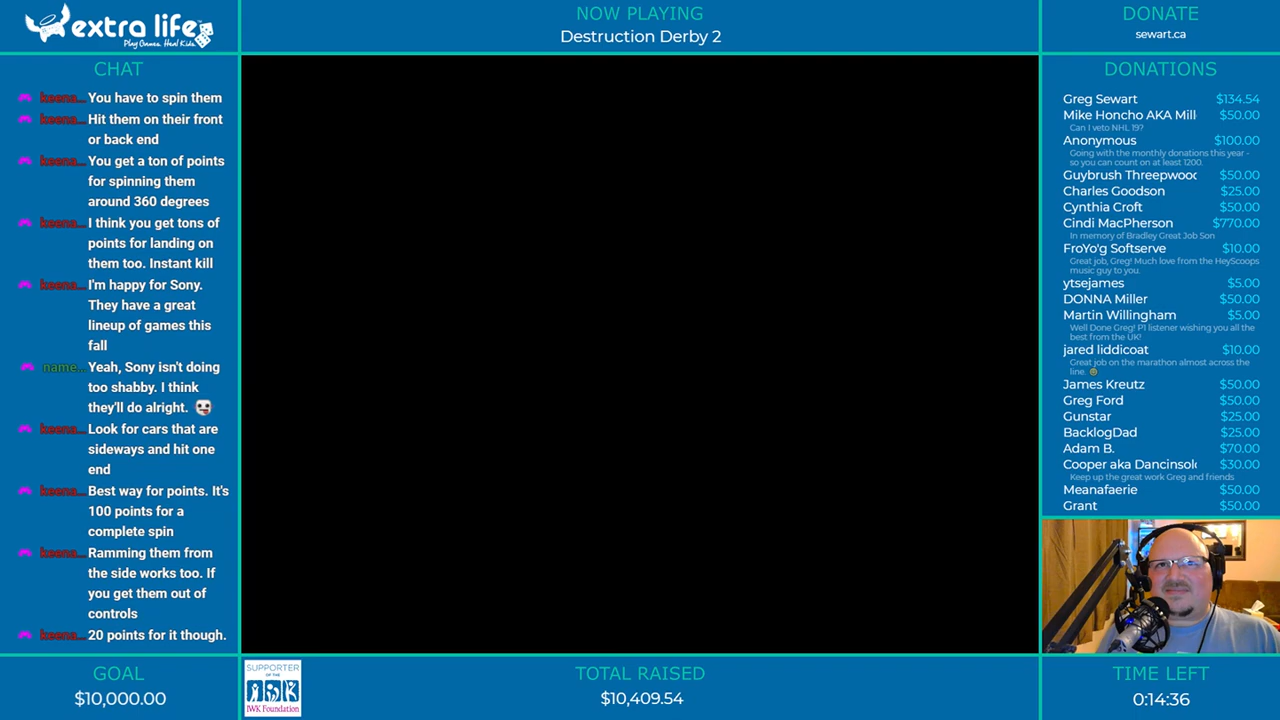 extra life
Play Games. Heal Kids.
NOW PLAYING
Destruction Derby 2
DONATE
sewart.ca
CHAT
keena... You have to spin them
keena... Hit them on their front
or back end
keena... You get a ton of points
for spinning them
around 360 degrees
keena... I think you get tons of
points for landing on
them too. Instant kill
keena... I'm happy for Sony.
They have a great
lineup of games this
fall
name... Yeah, Sony isn't doing
too shabby. I think
they'll do alright.
keena... Look for cars that are
sideways and hit one
end
keena... Best way for points. It's
100 points for a
complete spin
keena... Ramming them from
the side works too. If
you get them out of
controls
keena... 20 points for it though.
DONATIONS
Greg Sewart $134.54
Mike Honcho AKA Mill $50.00
Can I veto NHL 19?
Anonymous $100.00
Going with the monthly donations this year -
so you can count on at least 1200.
Guybrush Threepwood $50.00
Charles Goodson $25.00
Cynthia Croft $50.00
Cindi MacPherson $770.00
In memory of Bradley Great Job Son
FroYo'g Softserve $10.00
Great job, Greg! Much love from the HeyScoops
music guy to you.
ytsejames $5.00
DONNA Miller $50.00
Martin Willingham $5.00
Well Done Greg! P1 listener wishing you all the
best from the UK!
jared liddicoat $10.00
Great job on the marathon almost across the
line.
James Kreutz $50.00
Greg Ford $50.00
Gunstar $25.00
BacklogDad $25.00
Adam B. $70.00
Cooper aka Dancinsolo $30.00
Keep up the great work Greg and friends
Meanafaerie $50.00
Grant $50.00
GOAL
$10,000.00
SUPPORTER
OF THE
IWK
IWK Foundation
TOTAL RAISED
$10,409.54
TIME LEFT
0:14:36